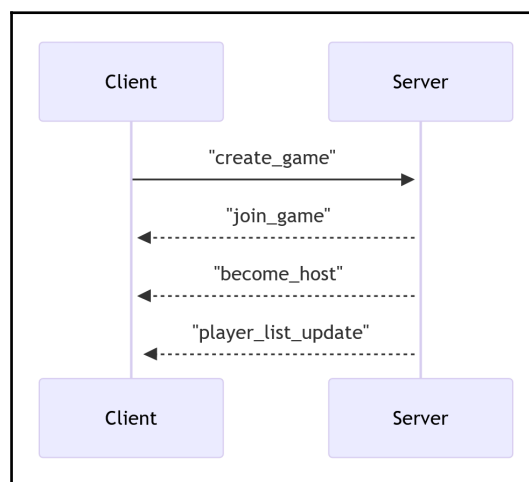 Client
Server
"create_game"
"join_game"
"become_host"
"player_list_update"
Client
Server